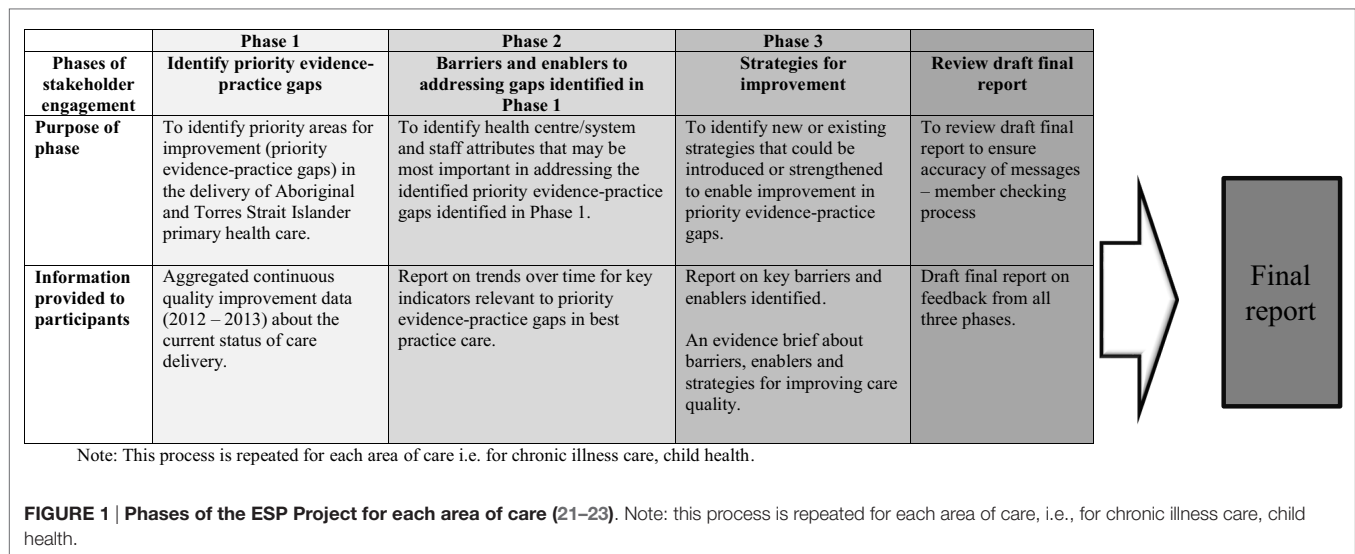 Phase 1
Phase 2
Phase 3
Phases of
stakeholder
engagement
Identify priority evidence-
practice gaps
Barriers and enablers to
addressing gaps identified in
Phase 1
Strategies for
improvement
Review draft final
report
Purpose of
phase
To identify priority areas for
improvement (priority
evidence-practice gaps) in
the delivery of Aboriginal
and Torres Strait Islander
primary health care.
To identify health centre/system
and staff attributes that may be
most important in addressing the
identified priority evidence-practice
gaps identified in Phase 1.
To identify new or existing
strategies that could be
introduced or strengthened
to enable improvement in
priority evidence-practice
gaps.
To review draft final
report to ensure
accuracy of messages
– member checking
process
Information
provided to
participants
Aggregated continuous
quality improvement data
(2012 – 2013) about the
current status of care
delivery.
Report on trends over time for key
indicators relevant to priority
evidence-practice gaps in best
practice care.
Report on key barriers and
enablers identified.
An evidence brief about
barriers, enablers and
strategies for improving care
quality.
Draft final report on
feedback from all
three phases.
Final
report
Note: This process is repeated for each area of care i.e. for chronic illness care, child health.
FIGURE 1 | Phases of the ESP Project for each area of care (21–23). Note: this process is repeated for each area of care, i.e., for chronic illness care, child
health.